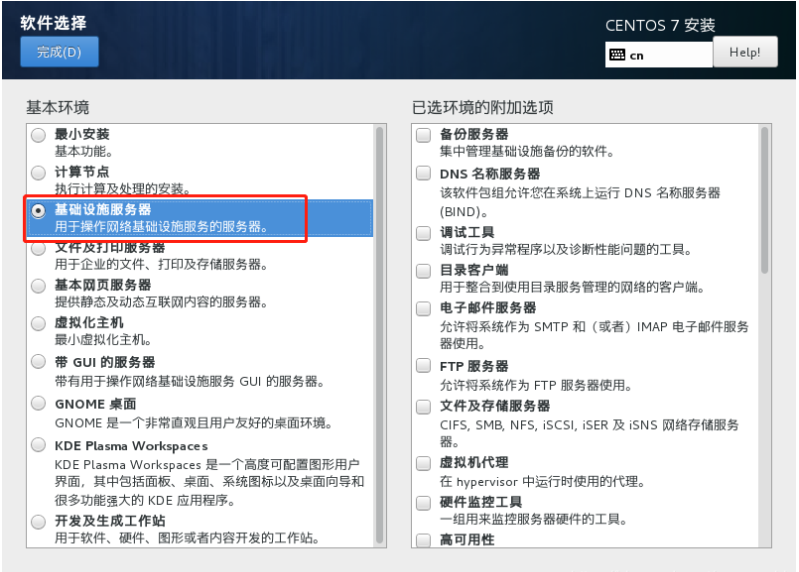 软件选择
完成(D)
CENTOS 7 安装
cn
Help!
基本环境
最小安装
基本功能。
计算节点
执行计算及处理的安装。
基础设施服务器
用于操作网络基础设施服务的服务器。
文件及打印服务器
用于企业的文件、打印及存储服务器。
基本网页服务器
提供静态及动态互联网内容的服务器。
虚拟化主机
最小虚拟化主机。
带 GUI 的服务器
带有用于操作网络基础设施服务 GUI 的服务器。
GNOME 桌面
GNOME 是一个非常直观且用户友好的桌面环境。
KDE Plasma Workspaces
KDE Plasma Workspaces 是一个高度可配置图形用户
界面，其中包括面板、桌面、系统图标以及桌面向导和
很多功能强大的 KDE 应用程序。
开发及生成工作站
用于软件、硬件、图形或者内容开发的工作站。
已选环境的附加选项
备份服务器
集中管理基础设施备份的软件。
DNS 名称服务器
该软件包组允许您在系统上运行 DNS 名称服务器
(BIND)。
调试工具
调试行为异常程序以及诊断性能问题的工具。
目录客户端
用于整合到使用目录服务管理的网络的客户端。
电子邮件服务器
允许将系统作为 SMTP 和（或者）IMAP 电子邮件服务
器使用。
FTP 服务器
允许将系统作为 FTP 服务器使用。
文件及存储服务器
CIFS, SMB, NFS, iSCSI, iSER 及 iSNS 网络存储服务
器。
虚拟机代理
在 hypervisor 中运行时使用的代理。
硬件监控工具
一组用来监控服务器硬件的工具。
高可用性